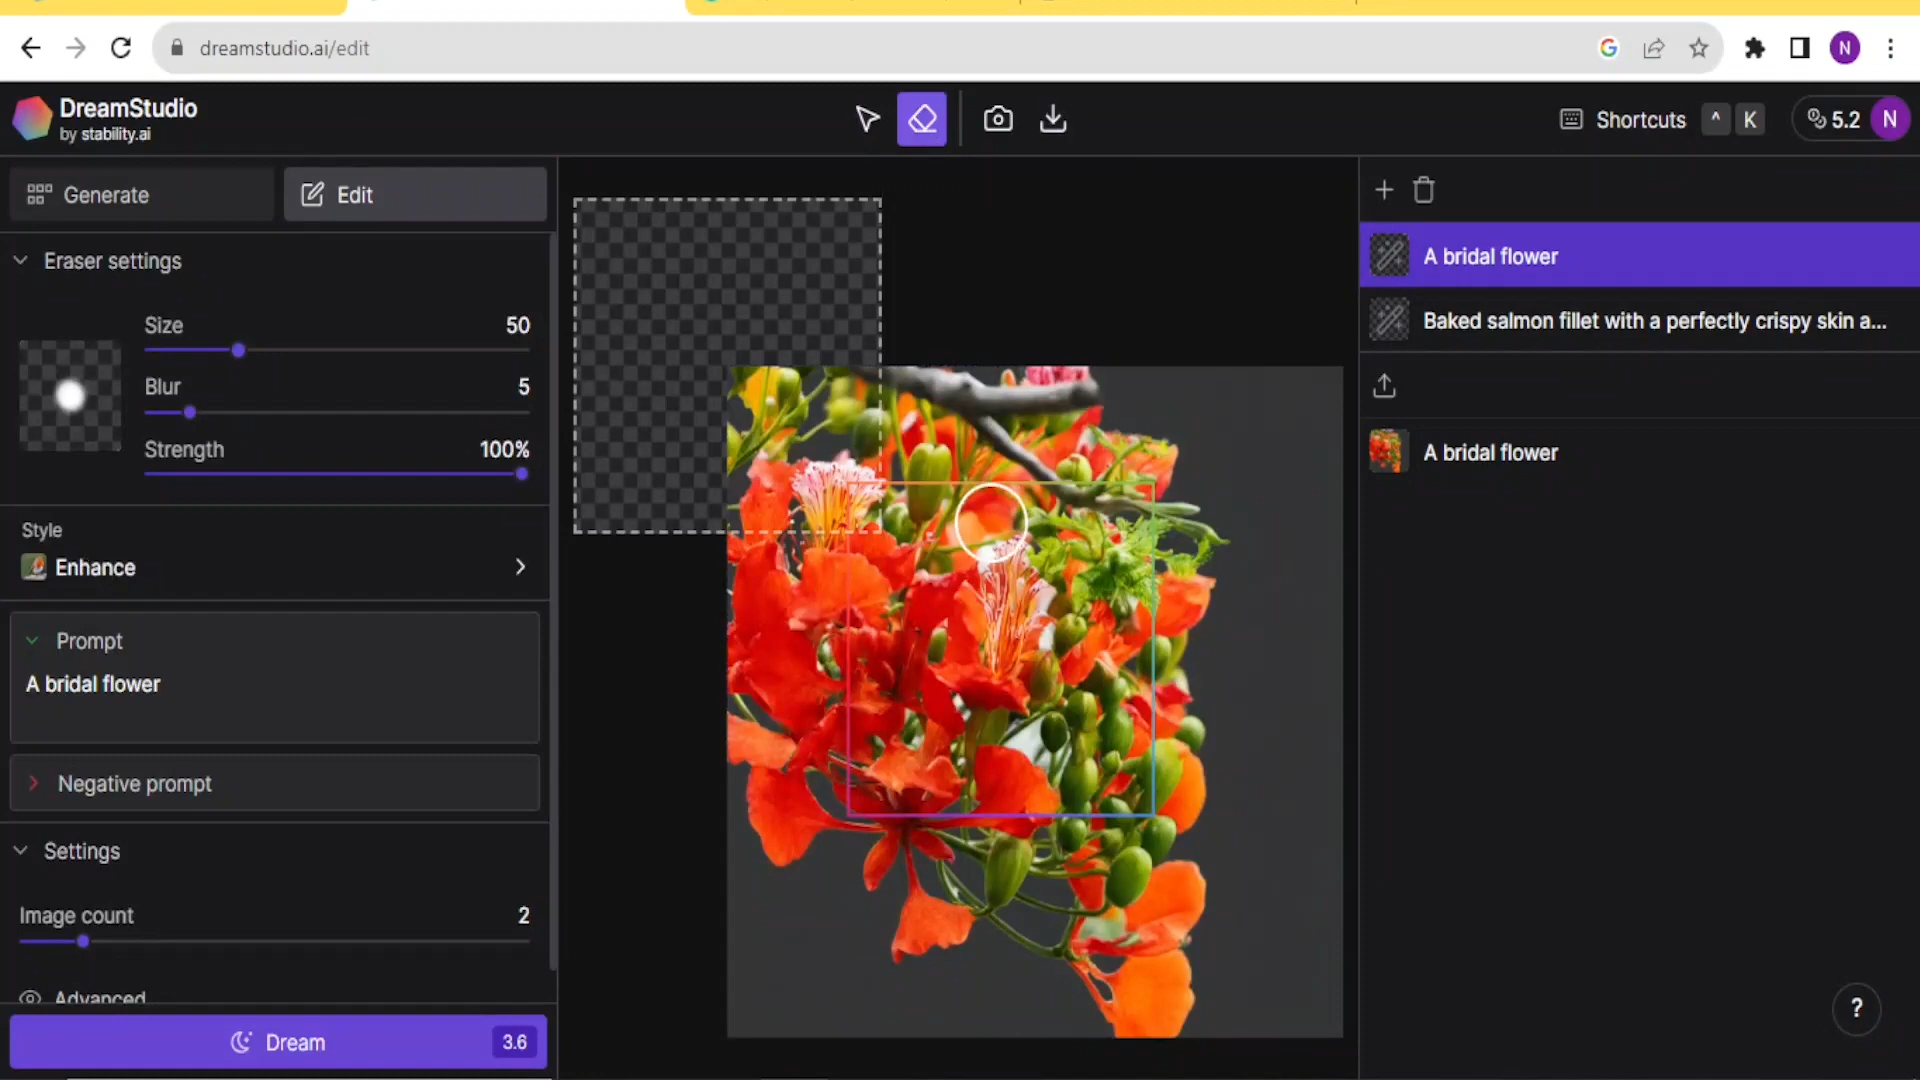 dreamstudio.ai/edit
N
DreamStudio
by stability.ai
Shortcuts ^ K
5.2 N
Generate
Edit
Eraser settings
Size 50
Blur 5
Strength 100%
Style
Enhance
Prompt
A bridal flower
Negative prompt
Settings
Image count 2
Advanced
Dream 3.6
A bridal flower
Baked salmon fillet with a perfectly crispy skin a...
A bridal flower
?